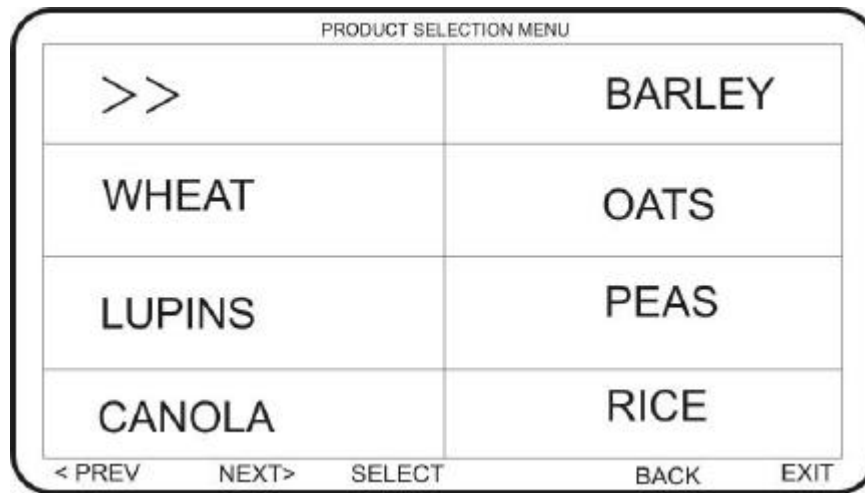 PRODUCT SELECTION MENU
>> BARLEY
WHEAT OATS
LUPINS PEAS
CANOLA RICE
< PREV NEXT> SELECT BACK EXIT